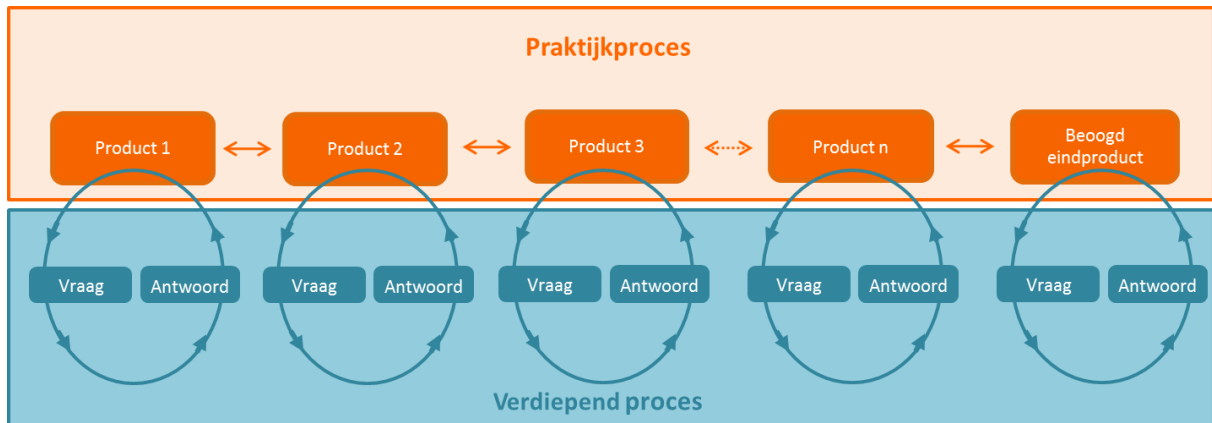 Praktijkproces
Product 1
Product 2
Product 3
Product n
Beoogd
eindproduct
Vraag
Antwoord
Vraag
Antwoord
Vraag
Antwoord
Vraag
Antwoord
Vraag
Antwoord
Verdiepend proces